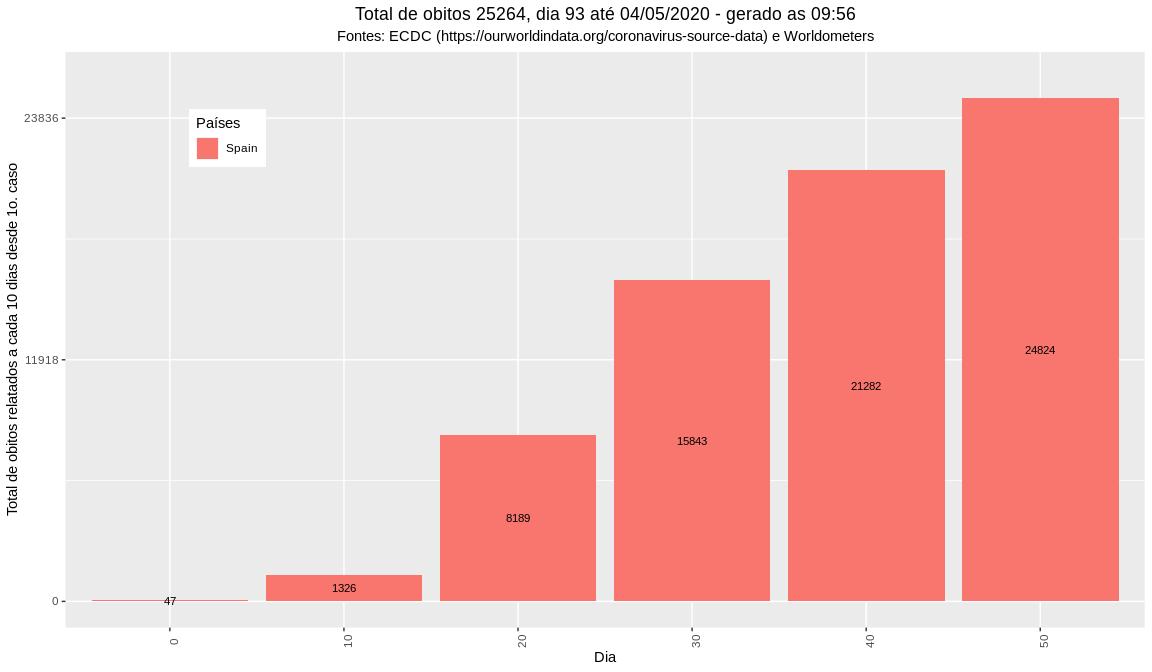 Total de obitos 25264, dia 93 até 04/05/2020 - gerado as 09:56
Fontes: ECDC (https://ourworldindata.org/coronavirus-source-data) e Worldometers
Total de obitos relatados a cada 10 dias desde 1o. caso
23836
11918
0
Países
Spain
47
1326
8189
15843
21282
24824
0
10
20
30
40
50
Dia